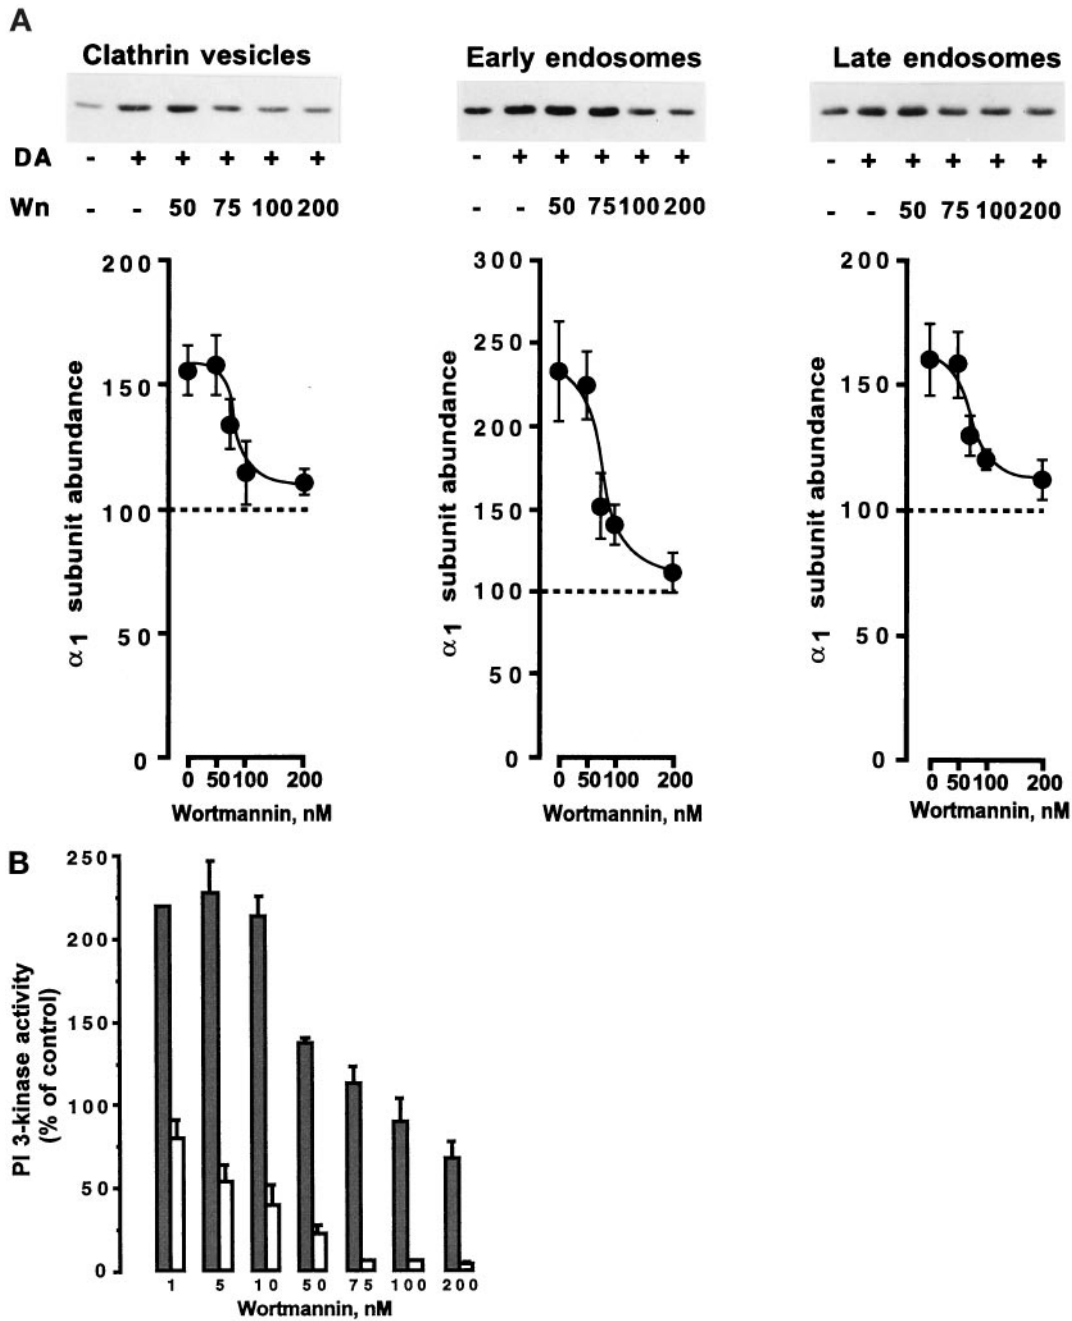 A
Clathrin vesicles Early endosomes Late endosomes
DA - + + + + + - + + + + + - + + + + +
Wn - - 50 75 100 200 - - 50 75 100 200 - - 50 75 100 200
200
150
100
50
0
α1 subunit abundance
0 50 100 200
Wortmannin, nM
300
250
200
150
100
50
0
α1 subunit abundance
0 50 100 200
Wortmannin, nM
200
150
100
50
0
α1 subunit abundance
0 50 100 200
Wortmannin, nM
B
250
200
150
100
50
0
PI 3-kinase activity
(% of control)
1 5 10 50 75 100 200
Wortmannin, nM